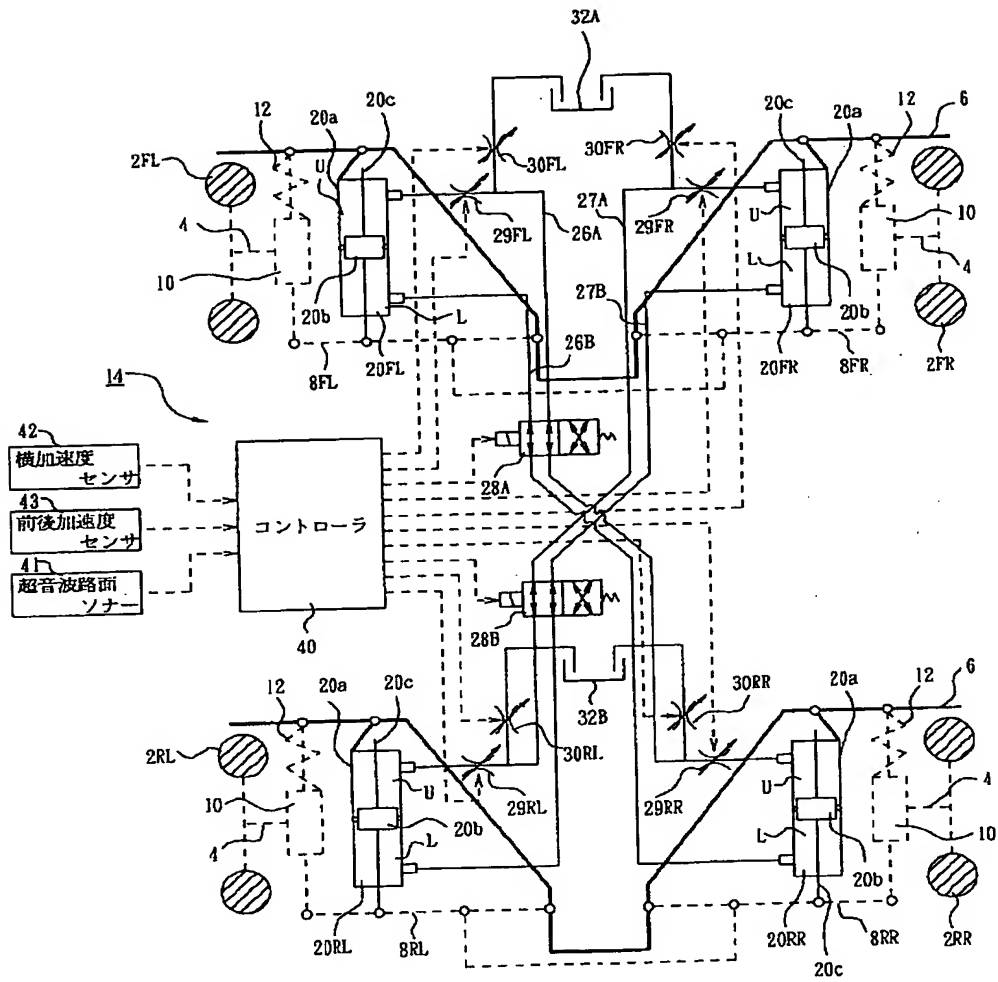 32A
12
20a
20c
2FL
U
30FL
30FR
20c
20a
12
6
4
29FL
26A
27A
29FR
U
10
10
4
20b
L
27B
L
20b
8FL
20FL
26B
20FR
8FR
2FR
14
42
横加速度
センサ
43
前後加速度
センサ
41
超音波路面
ソナー
コントローラ
40
28A
28B
12
20a
20c
32B
30RR
20a
12
6
2RL
30RL
10
U
29RL
29RR
U
4
4
20b
L
L
10
20b
20RL
8RL
20RR
8RR
2RR
20c